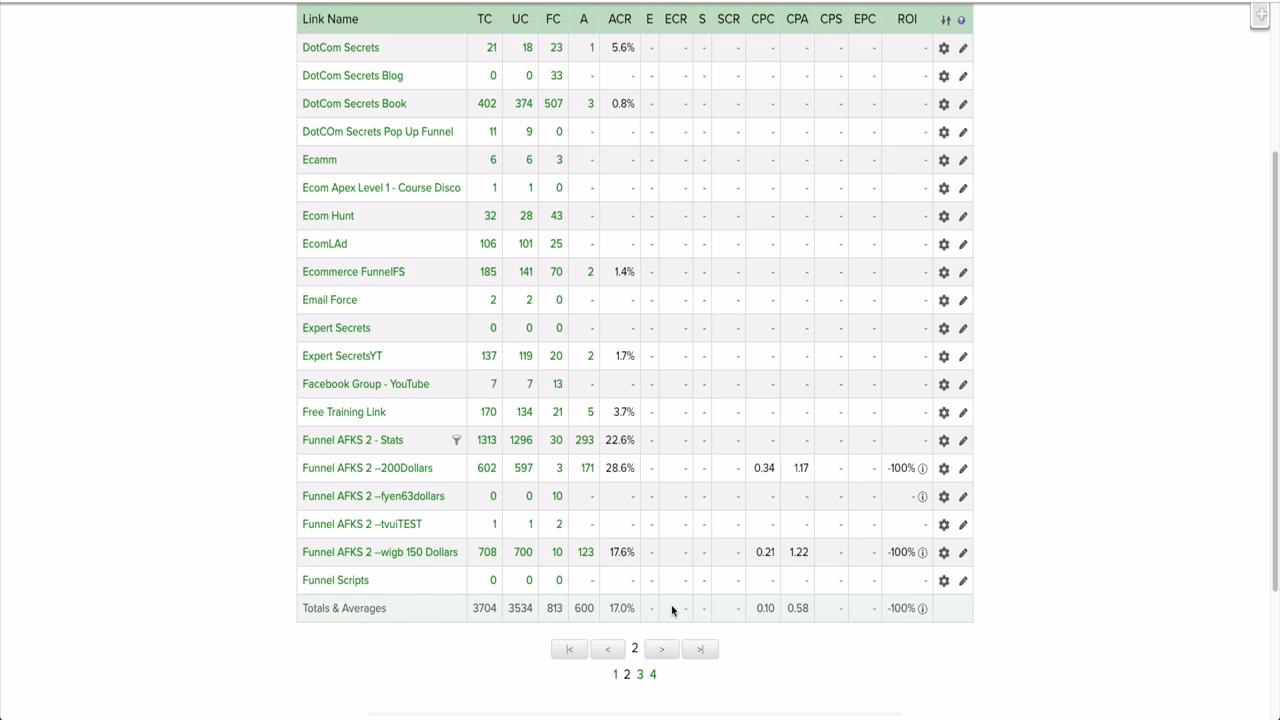 Link Name TC UC FC A ACR E ECR S SCR CPC CPA CPS EPC ROI
DotCom Secrets 21 18 23 1 5.6% - - - - - - - - -
DotCom Secrets Blog 0 0 33 - - - - - - - - - - -
DotCom Secrets Book 402 374 507 3 0.8% - - - - - - - - -
DotCOm Secrets Pop Up Funnel 11 9 0 - - - - - - - - - - -
Ecamm 6 6 3 - - - - - - - - - - -
Ecom Apex Level 1 - Course Disco 1 1 0 - - - - - - - - - - -
Ecom Hunt 32 28 43 - - - - - - - - - - -
EcomLAd 106 101 25 - - - - - - - - - - -
Ecommerce FunnelFS 185 141 70 2 1.4% - - - - - - - - -
Email Force 2 2 0 - - - - - - - - - - -
Expert Secrets 0 0 0 - - - - - - - - - - -
Expert SecretsYT 137 119 20 2 1.7% - - - - - - - - -
Facebook Group - YouTube 7 7 13 - - - - - - - - - - -
Free Training Link 170 134 21 5 3.7% - - - - - - - - -
Funnel AFKS 2 - Stats 1313 1296 30 293 22.6% - - - - - - - - -
Funnel AFKS 2 --200Dollars 602 597 3 171 28.6% - - - - 0.34 1.17 - - -100%
Funnel AFKS 2 --fyen63dollars 0 0 10 - - - - - - - - - - -
Funnel AFKS 2 --tvuiTEST 1 1 2 - - - - - - - - - - -
Funnel AFKS 2 --wigb 150 Dollars 708 700 10 123 17.6% - - - - 0.21 1.22 - - -100%
Funnel Scripts 0 0 0 - - - - - - - - - - -
Totals & Averages 3704 3534 813 600 17.0% - - - - 0.10 0.58 - - -100%
|< < 2 > >|
1 2 3 4